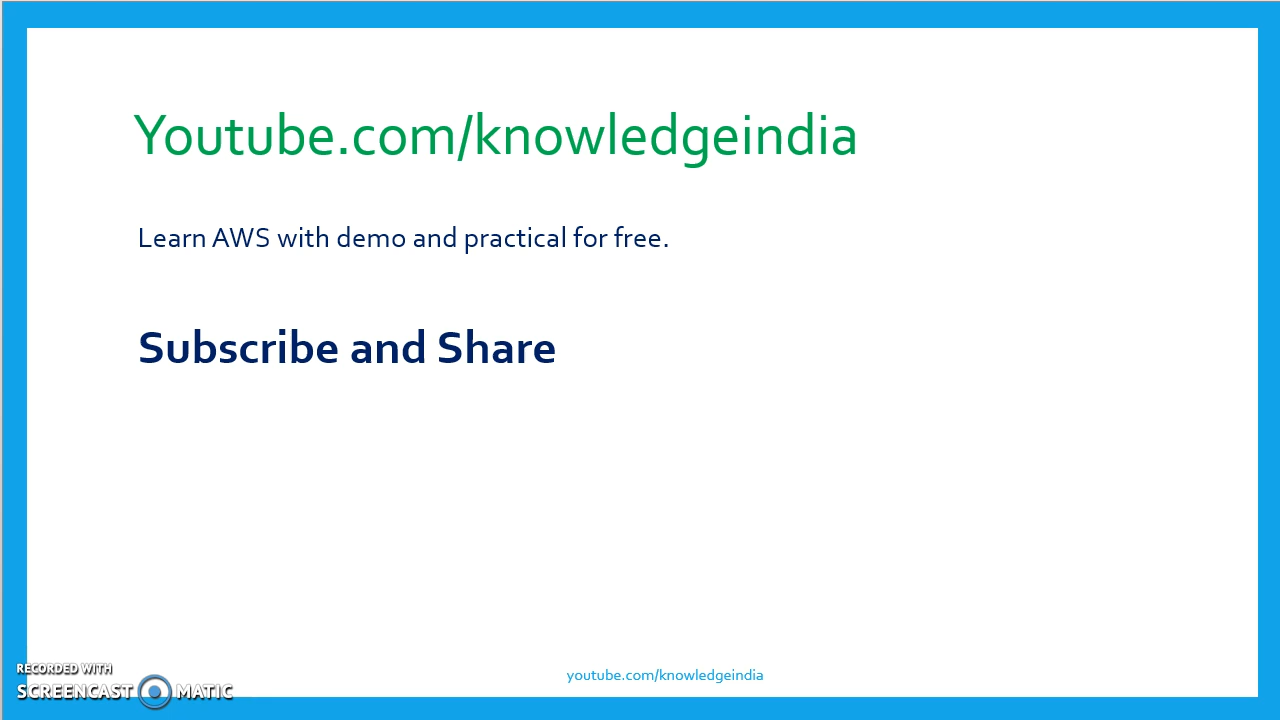 Youtube.com/knowledgeindia
Learn AWS with demo and practical for free.
Subscribe and Share
youtube.com/knowledgeindia
RECORDED WITH
SCREENCAST MATIC